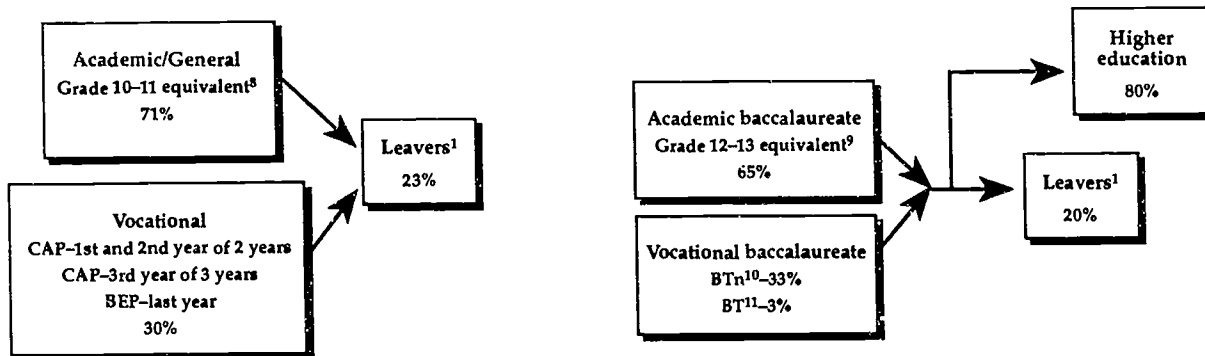 Academic/General
Grade 10–11 equivalent⁸
71%
Leavers¹
23%
Vocational
CAP–1st and 2nd year of 2 years
CAP–3rd year of 3 years
BEP–last year
30%
Higher
education
80%
Academic baccalaureate
Grade 12–13 equivalent⁹
65%
Leavers¹
20%
Vocational baccalaureate
BTn¹⁰–33%
BT¹¹–3%